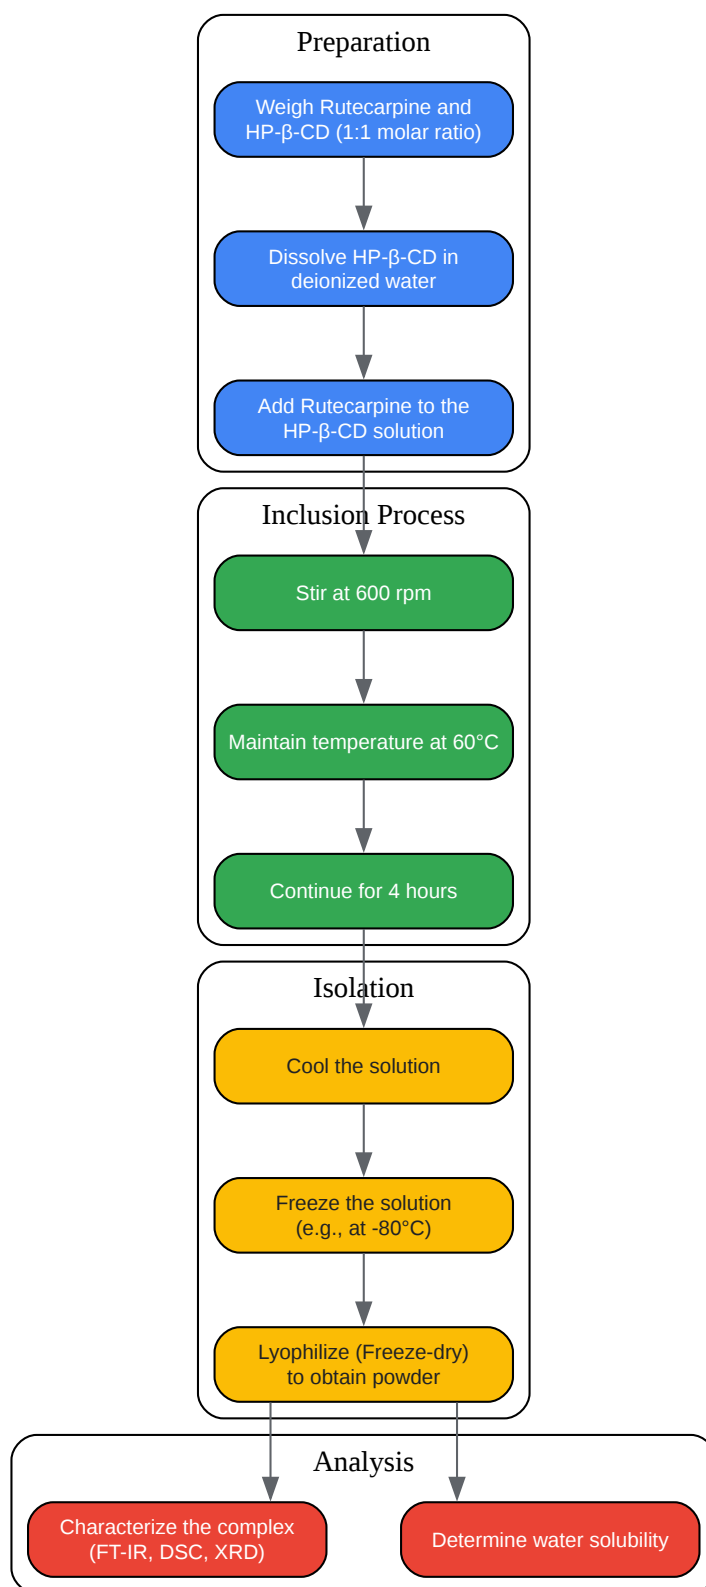 Preparation
Weigh Rutecarpine and
HP-β-CD (1:1 molar ratio)
Dissolve HP-β-CD in
deionized water
Add Rutecarpine to the
HP-β-CD solution
Inclusion Process
Stir at 600 rpm
Maintain temperature at 60°C
Continue for 4 hours
Isolation
Cool the solution
Freeze the solution
(e.g., at -80°C)
Lyophilize (Freeze-dry)
to obtain powder
Analysis
Characterize the complex
(FT-IR, DSC, XRD)
Determine water solubility